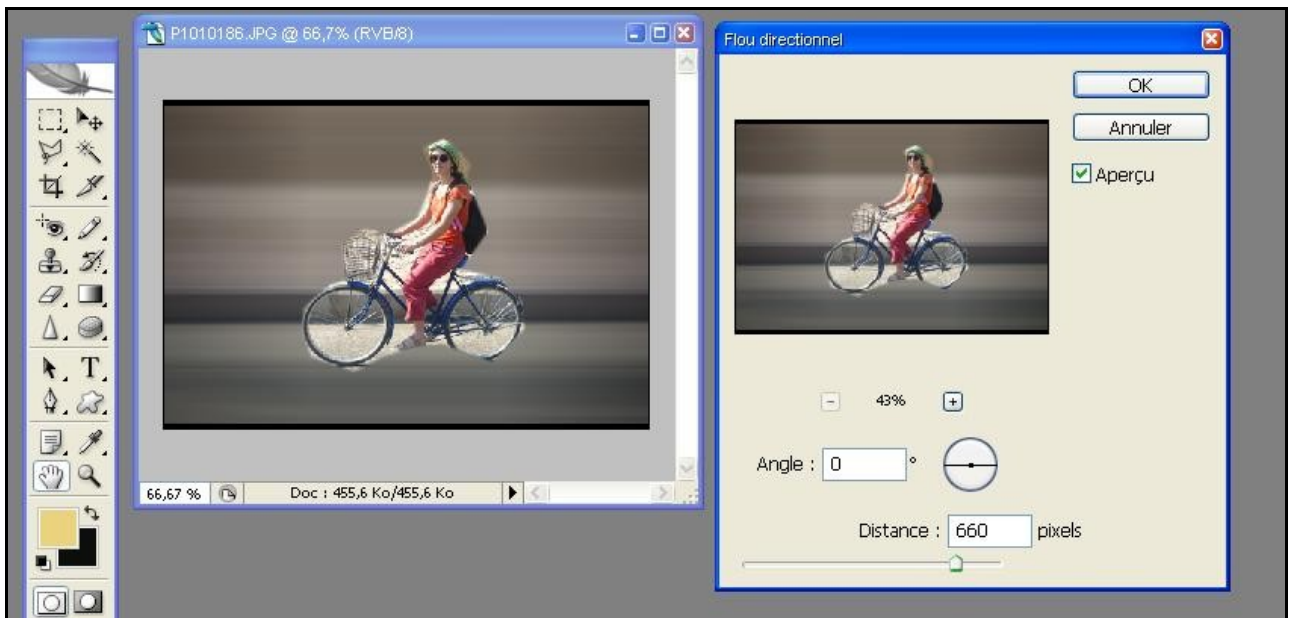 P1010186.JPG @ 66,7% (RVB/8)
66,67 %
Doc : 455,6 Ko/455,6 Ko
T
Flou directionnel
OK
Annuler
Aperçu
43%
Angle : 0 °
Distance : 660 pixels